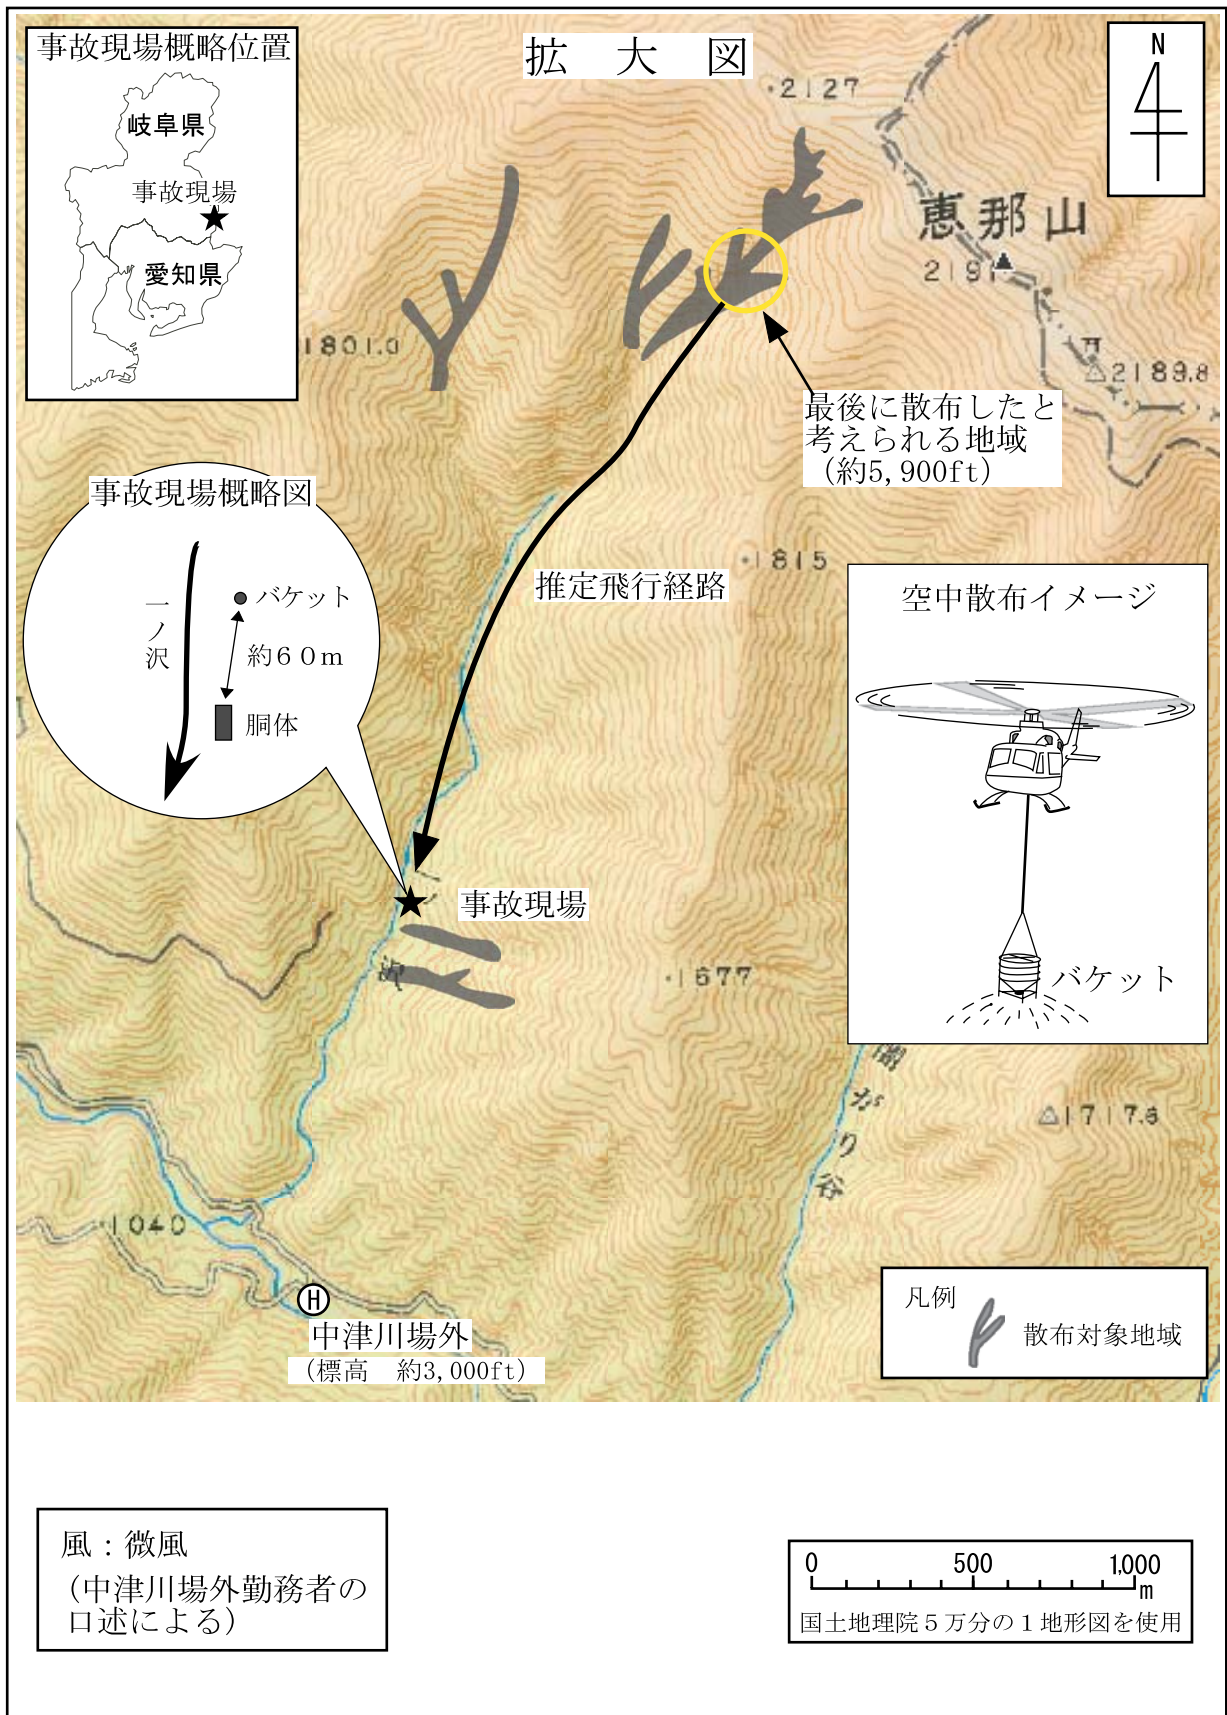 事故現場概略位置
岐阜県
事故現場
愛知県
拡大図
N
2127
恵那山
2191
2189.8
1801.0
最後に散布したと
考えられる地域
(約5,900ft)
事故現場概略図
一ノ沢
バケット
約60m
胴体
1815
推定飛行経路
空中散布イメージ
バケット
事故現場
沢
1677
闇がり谷
1717.6
1040
H
中津川場外
(標高 約3,000ft)
凡例
散布対象地域
風：微風
(中津川場外勤務者の
口述による)
0 500 1,000
m
国土地理院5万分の1地形図を使用